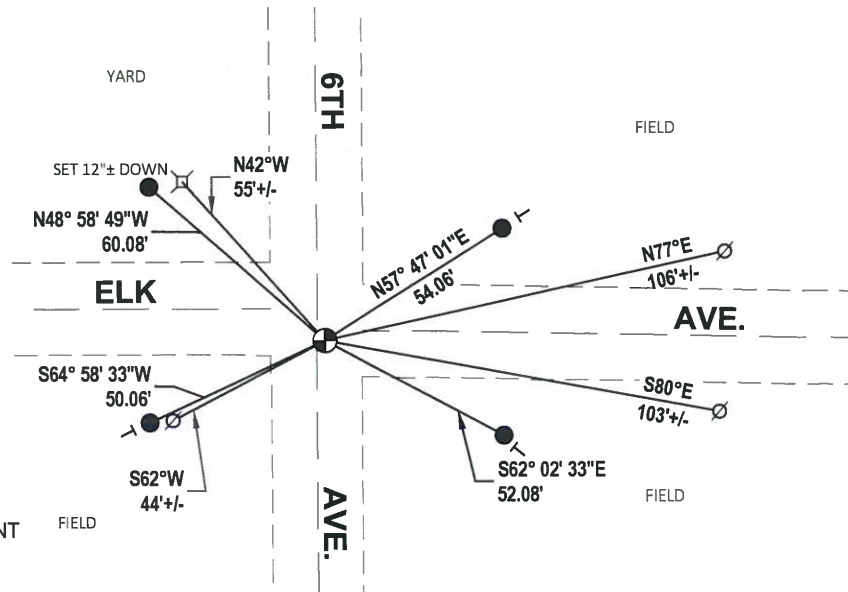 YARD
6TH
FIELD
SET 12"± DOWN
N42°W
55'+/-
N48° 58' 49"W
60.08'
N57° 47' 01"E
54.06'
N77°E
106'+/-
ELK
AVE.
S64° 58' 33"W
50.06'
S80°E
103'+/-
S62°W
44'+/-
S62° 02' 33"E
52.08'
AVE.
FIELD
FIELD
NT